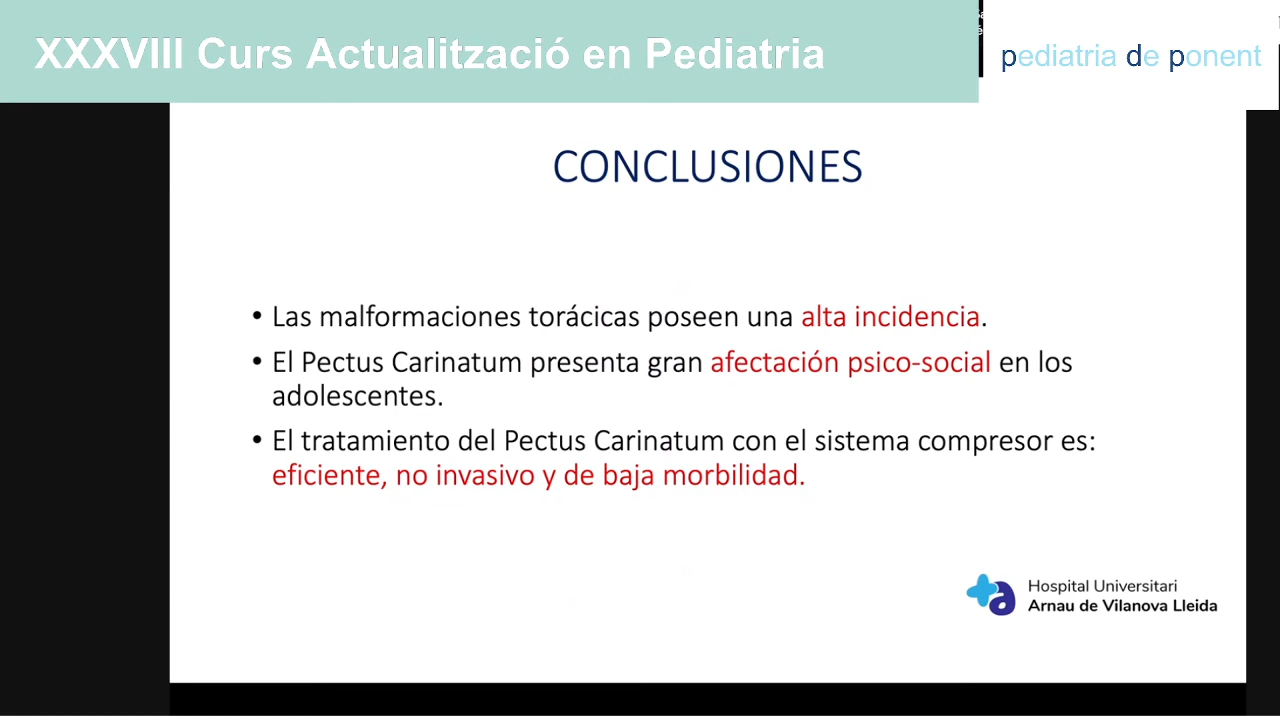 XXXVIII Curs Actualització en Pediatria
pediatria de ponent
CONCLUSIONES
• Las malformaciones torácicas poseen una alta incidencia.
• El Pectus Carinatum presenta gran afectación psico-social en los
adolescentes.
• El tratamiento del Pectus Carinatum con el sistema compresor es:
eficiente, no invasivo y de baja morbilidad.
Hospital Universitari
Arnau de Vilanova Lleida